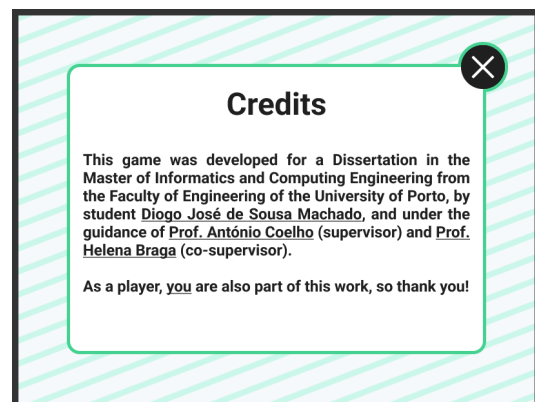 Credits
This game was developed for a Dissertation in the
Master of Informatics and Computing Engineering from
the Faculty of Engineering of the University of Porto, by
student Diogo José de Sousa Machado, and under the
guidance of Prof. António Coelho (supervisor) and Prof.
Helena Braga (co-supervisor).
As a player, you are also part of this work, so thank you!